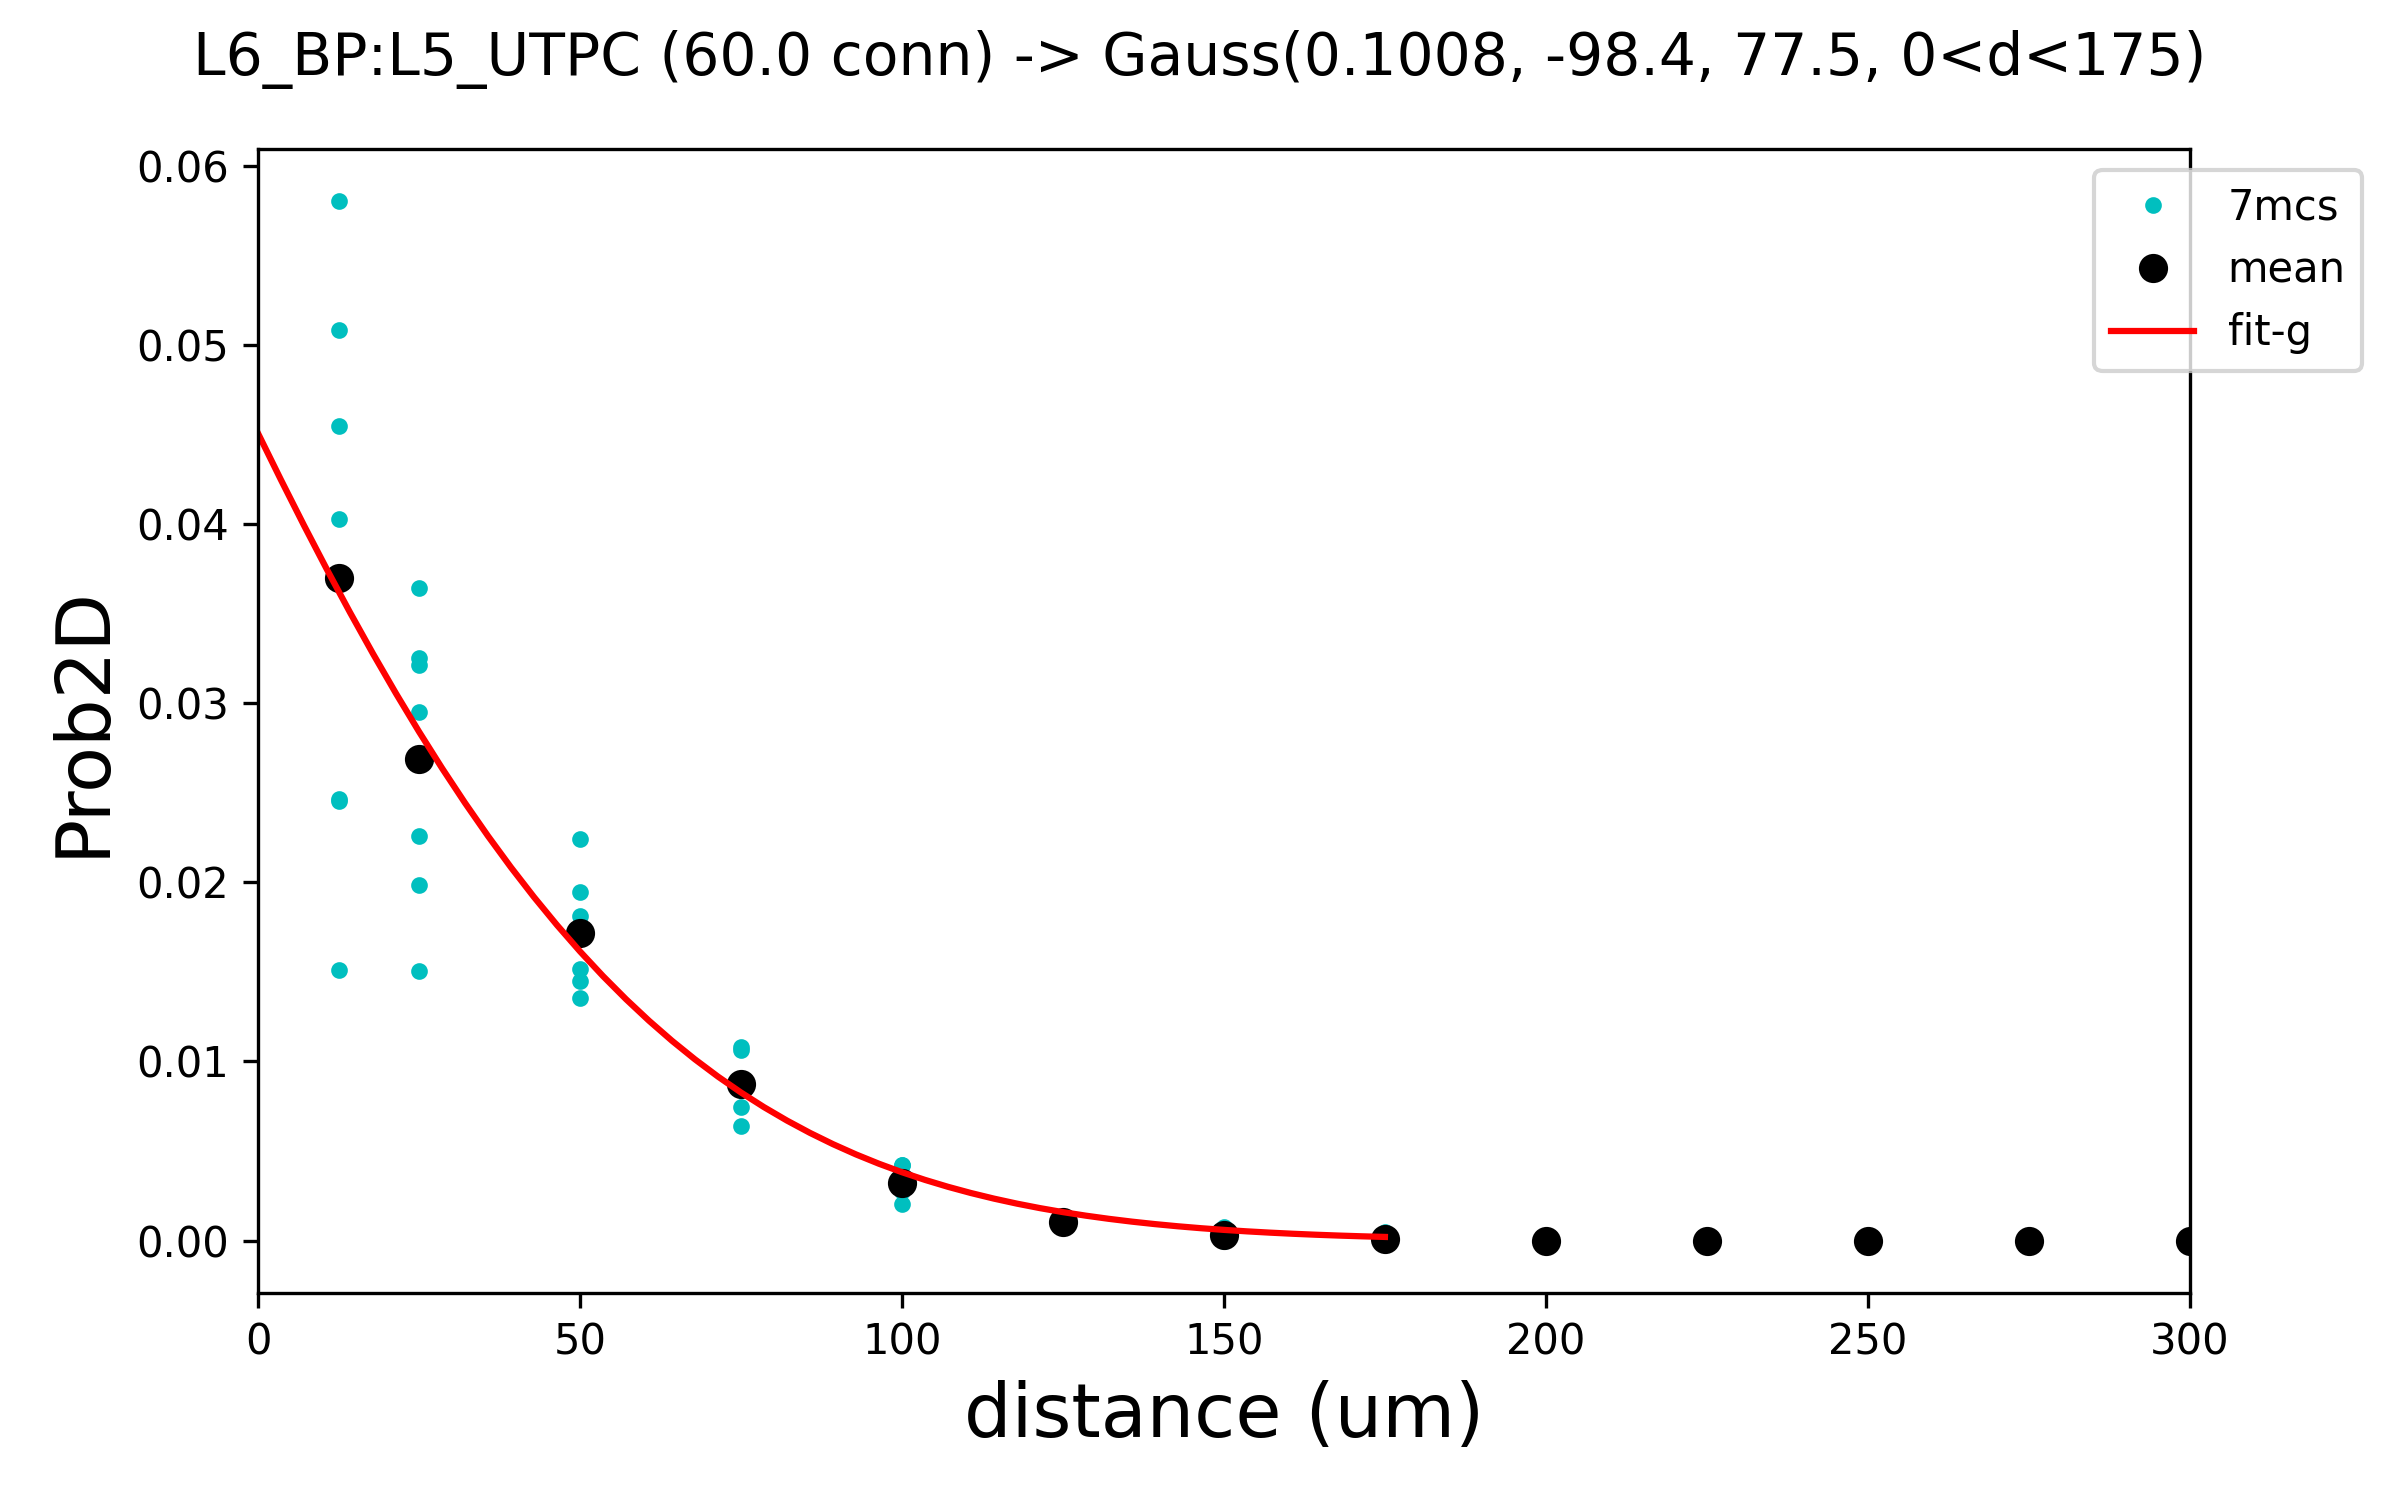 L6_BP:L5_UTPC (60.0 conn) -> Gauss(0.1008, -98.4, 77.5, 0<d<175)
7mcs
mean
fit-g
Prob2D
0.06
0.05
0.04
0.03
0.02
0.01
0.00
0 50 100 150 200 250 300
distance (um)